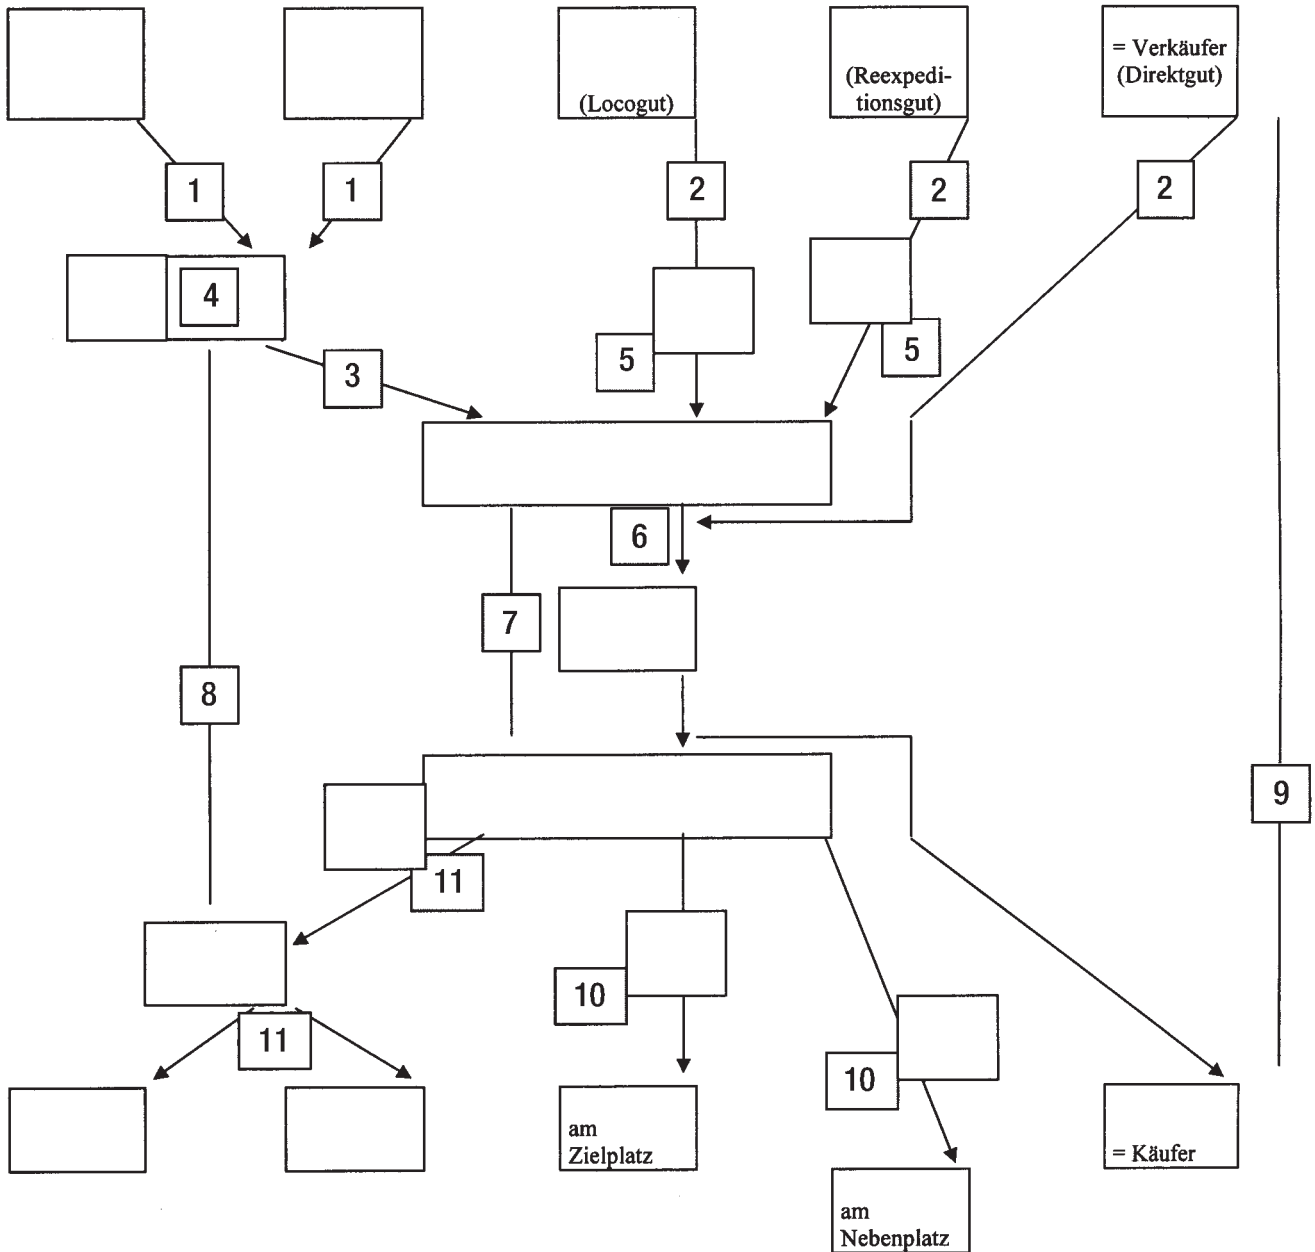 = Verkäufer
(Direktgut)
(Reexpedi-
tionsgut)
(Locogut)
1
1
2
2
2
4
5
5
3
6
7
8
9
11
10
11
10
am
Zielplatz
= Käufer
am
Nebenplatz